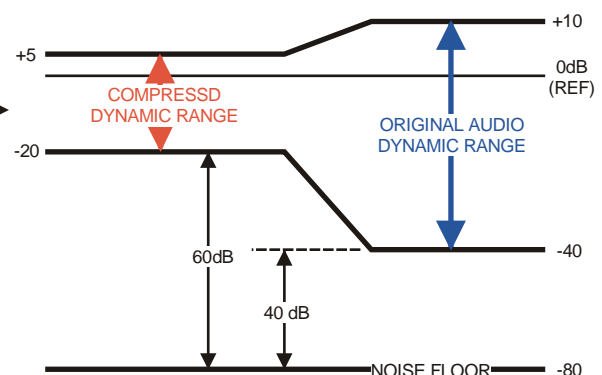 +10
+5
0dB
(REF)
COMPRESSD
DYNAMIC RANGE
ORIGINAL AUDIO
DYNAMIC RANGE
-20
-40
60dB
40 dB
NOISE FLOOR
-80